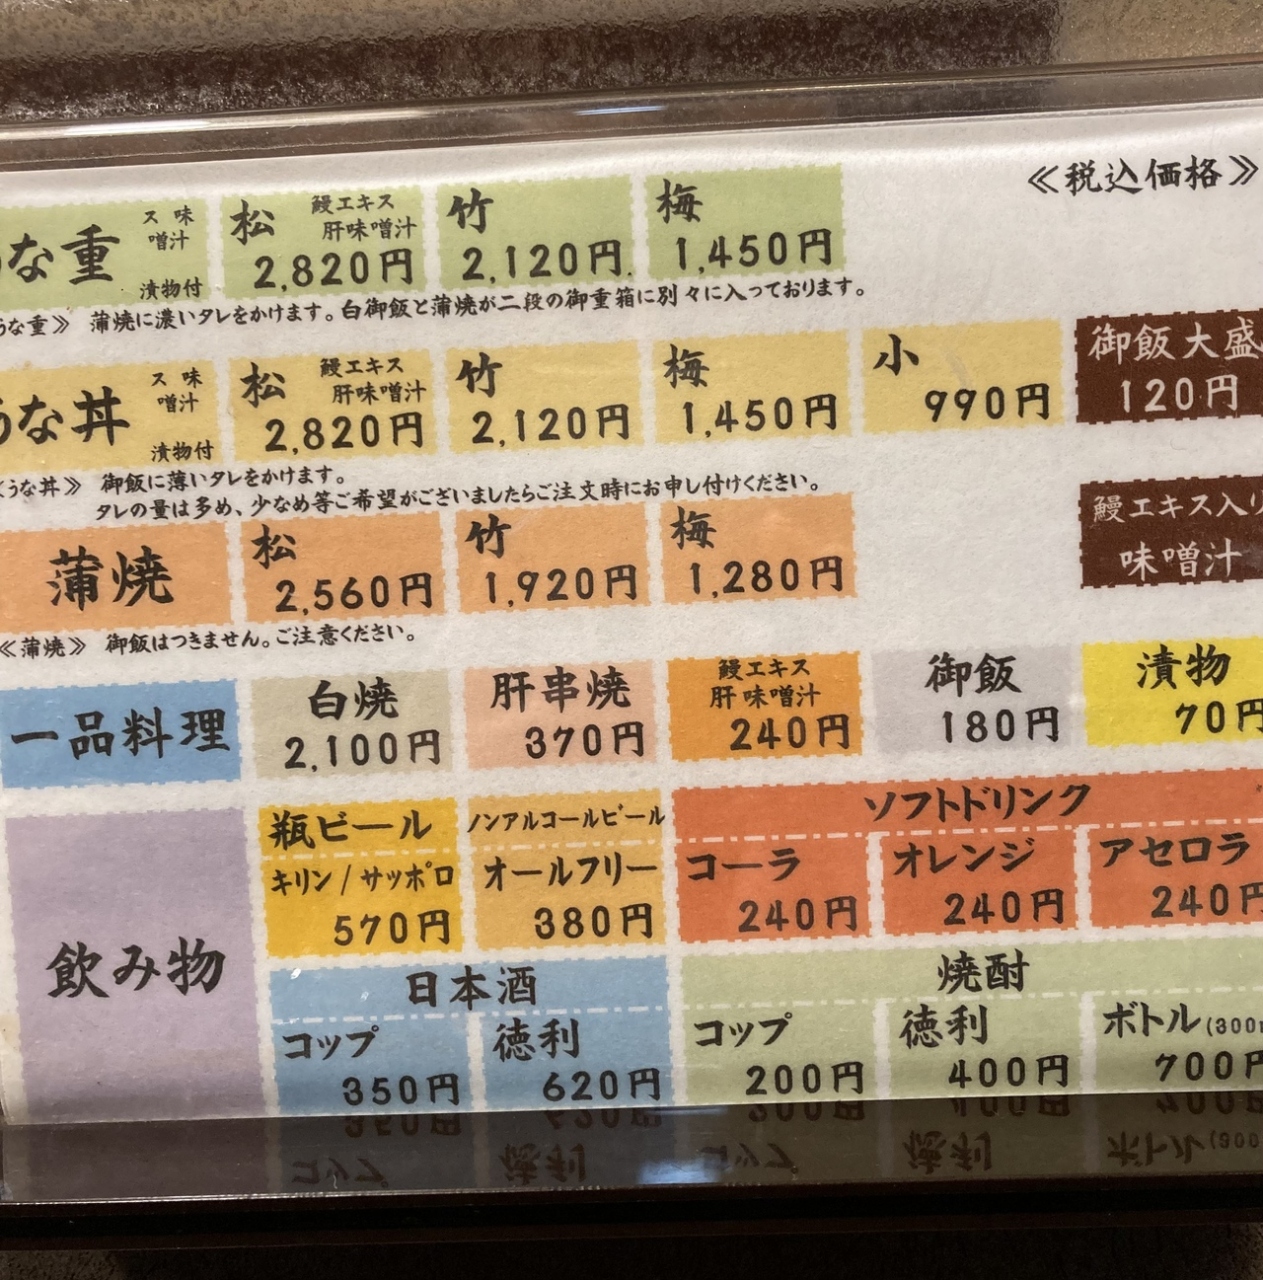 ≪税込価格≫
な重 ス味噌汁 漬物付
松 鰻エキス 肝味噌汁 2,820円
竹 2,120円
梅 1,450円
うな重≫ 蒲焼に濃いタレをかけます。白御飯と蒲焼が二段の御重箱に別々に入っております。
うな丼 ス味噌汁 漬物付
松 鰻エキス 肝味噌汁 2,820円
竹 2,120円
梅 1,450円
小 990円
御飯大盛 120円
≪うな丼≫ 御飯に薄いタレをかけます。
タレの量は多め、少なめ等ご希望がございましたらご注文時にお申し付けください。
蒲焼
松 2,560円
竹 1,920円
梅 1,280円
鰻エキス入り
味噌汁
≪蒲焼≫ 御飯はつきません。ご注意ください。
一品料理
白焼 2,100円
肝串焼 370円
鰻エキス 肝味噌汁 240円
御飯 180円
漬物 70円
飲み物
瓶ビール
キリン/サッポロ
570円
ノンアルコールビール
オールフリー
380円
ソフトドリンク
コーラ 240円
オレンジ 240円
アセロラ 240円
日本酒
コップ 350円
徳利 620円
焼酎
コップ 200円
徳利 400円
ボトル(300m
700円